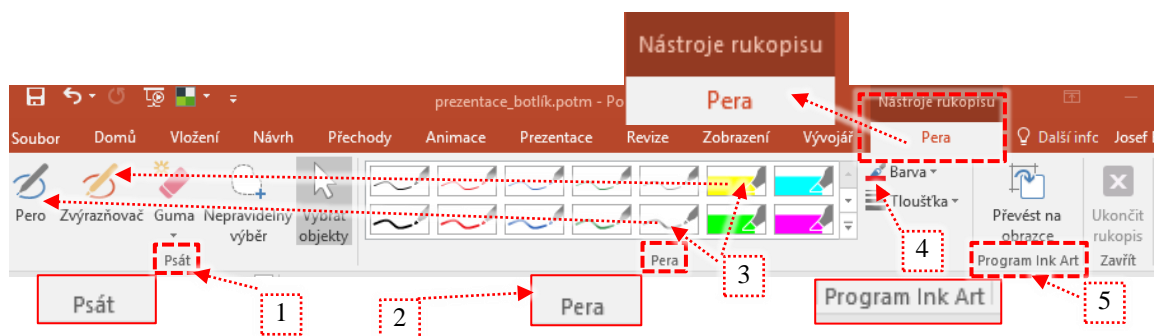 Nástroje rukopisu
Pera
prezentace_botlík.potm - Po
Nástroje rukopisu
Soubor Domů Vložení Návrh Přechody Animace Prezentace Revize Zobrazení Vývojář Pera Další infc Josef
Pero Zvýrazňovač Guma Nepravidelný výběr Vybrat objekty
Barva
Tloušťka
Převést na obrazce
Ukončit rukopis
Psát Pera Program Ink Art Zavřít
1 2 3 4 5
Psát
Pera
Program Ink Art